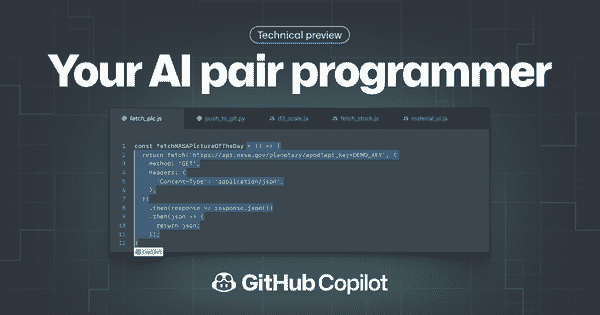 Technical preview
Your AI pair programmer
fetch_pic.js push_to_git.py d3_scale.js fetch_stock.js material_ui.js
1 const fetchNASAPictureOfTheDay = () => {
2 return fetch('https://api.nasa.gov/planetary/apod?api_key=DEMO_KEY', {
3 method: 'GET',
4 headers: {
5 'Content-Type': 'application/json',
6 },
7 })
8 .then(response => response.json())
9 .then(json => {
10 return json;
11 });
12 }
Copilot
GitHub Copilot